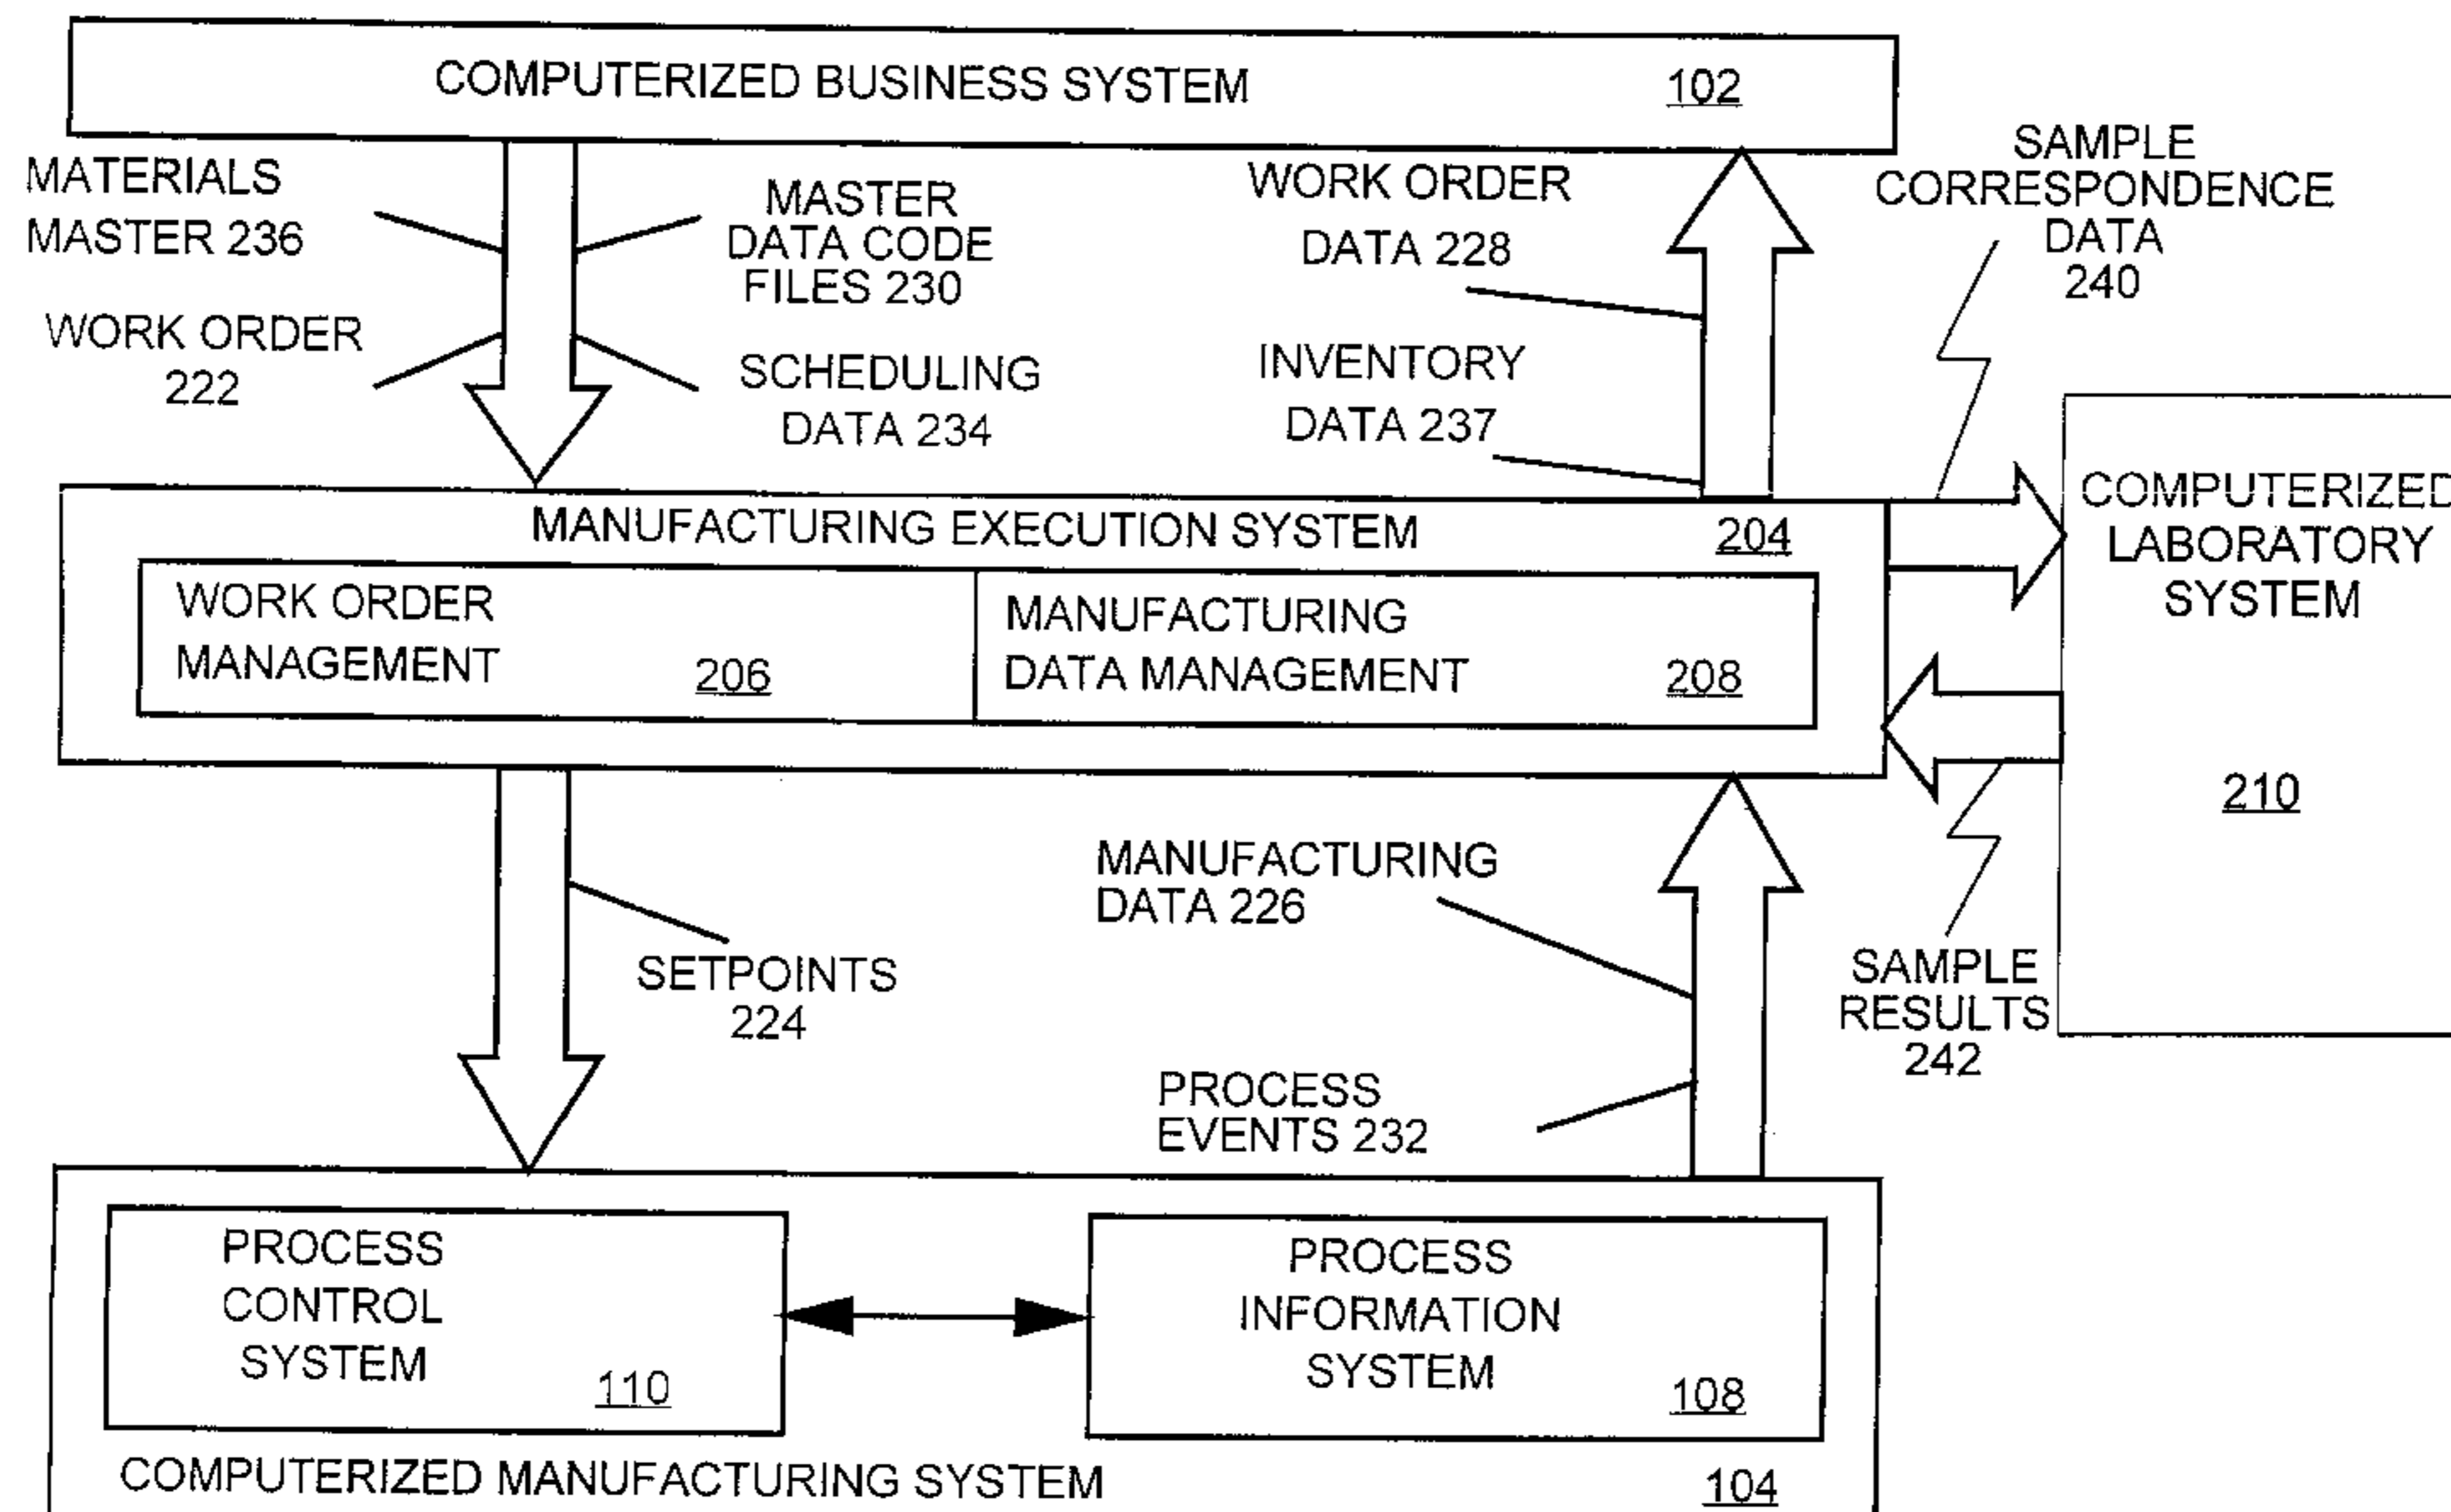 COMPUTERIZED BUSINESS SYSTEM 102
MATERIALS
MASTER 236
MASTER
DATA CODE
FILES 230
WORK ORDER
222
SCHEDULING
DATA 234
WORK ORDER
DATA 228
INVENTORY
DATA 237
SAMPLE
CORRESPONDENCE
DATA
240
MANUFACTURING EXECUTION SYSTEM 204
WORK ORDER
MANAGEMENT 206
MANUFACTURING
DATA MANAGEMENT 208
COMPUTERIZED
LABORATORY
SYSTEM
210
SETPOINTS
224
MANUFACTURING
DATA 226
PROCESS
EVENTS 232
SAMPLE
RESULTS
242
PROCESS
CONTROL
SYSTEM
110
PROCESS
INFORMATION
SYSTEM
108
COMPUTERIZED MANUFACTURING SYSTEM 104